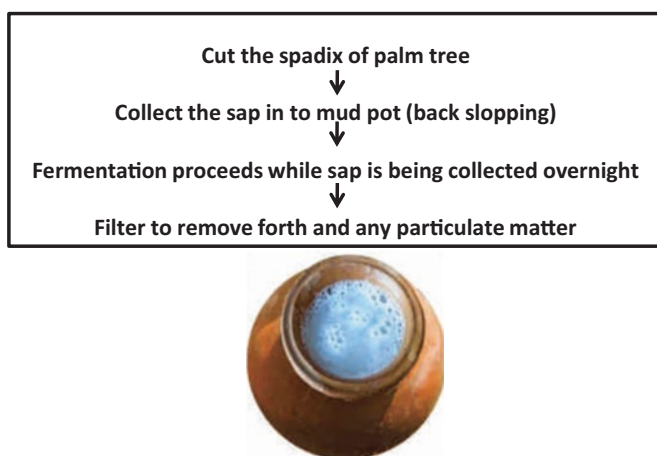 Cut the spadix of palm tree
Collect the sap in to mud pot (back slopping)
Fermentation proceeds while sap is being collected overnight
Filter to remove forth and any particulate matter